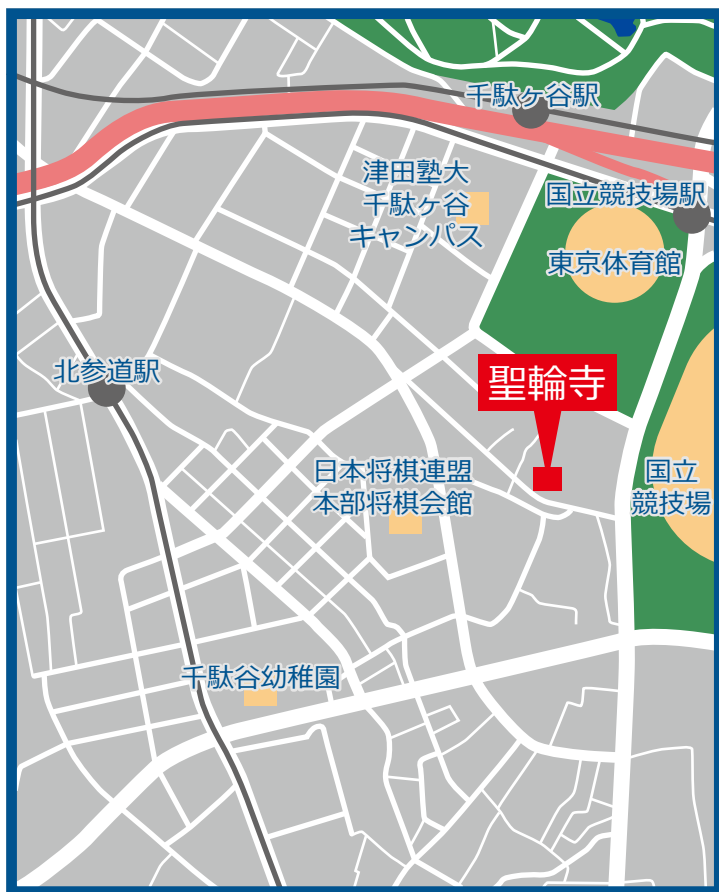 千駄ヶ谷駅
津田塾大
千駄ヶ谷
キャンパス
国立競技場駅
東京体育館
北参道駅
聖輪寺
日本将棋連盟
本部将棋会館
国立
競技場
千駄谷幼稚園